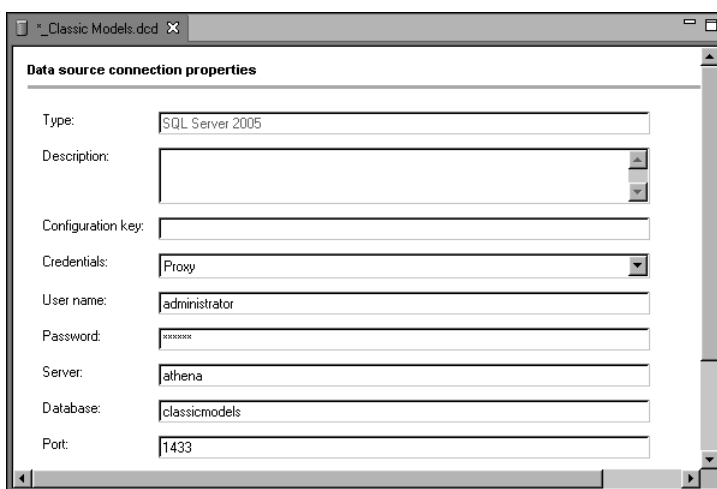 *_Classic Models.dcd
Data source connection properties
Type: SQL Server 2005
Description:
Configuration key:
Credentials: Proxy
User name: administrator
Password: ******
Server: athena
Database: classicmodels
Port: 1433